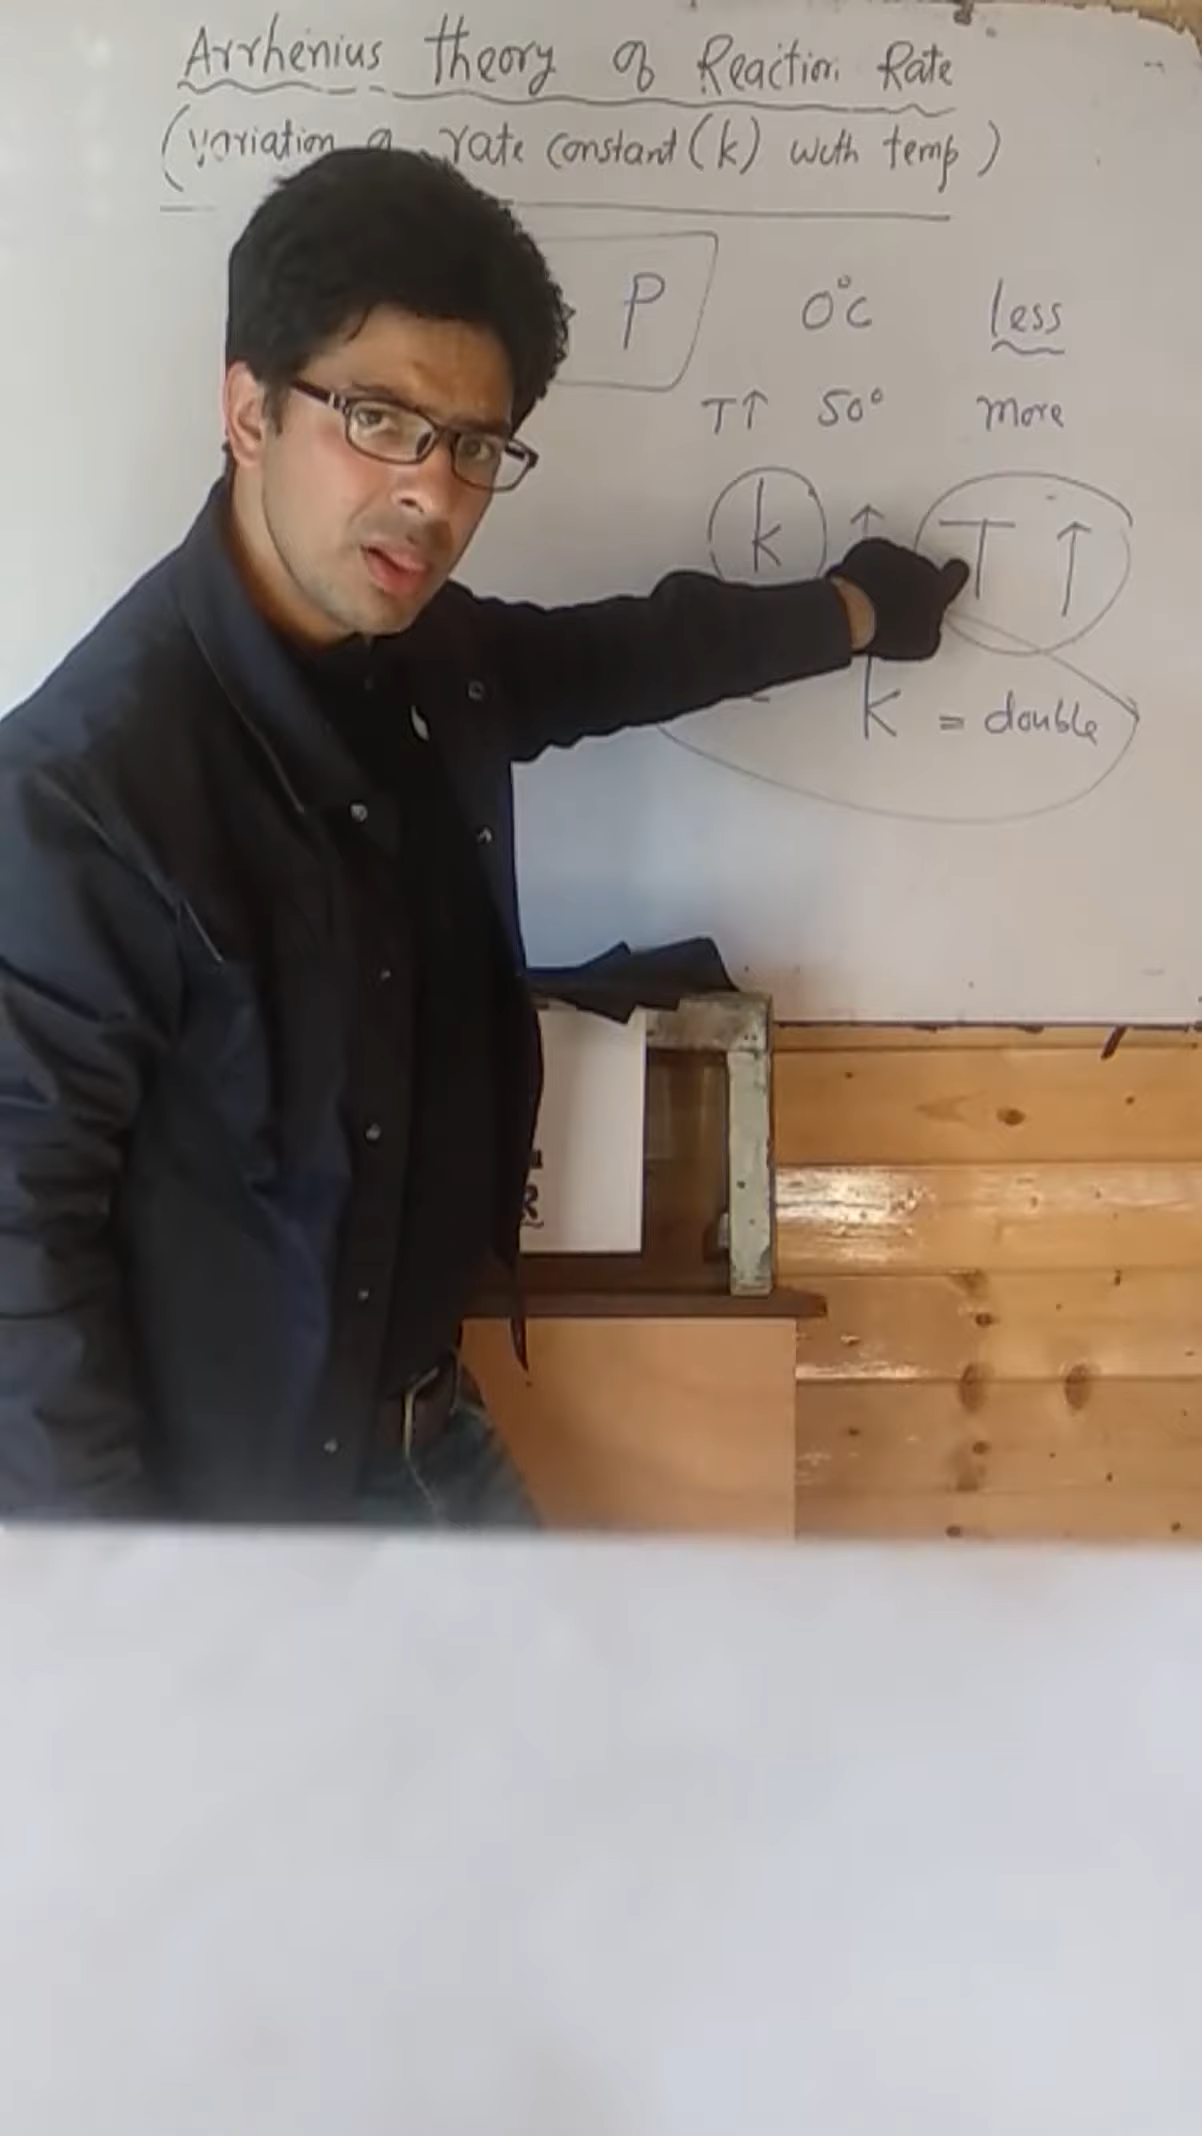 Arrhenius theory of Reaction Rate
(variation rate constant (k) with temp)
P 0°C less
T↑ 50° more
k ↑ T ↑
k = double
R